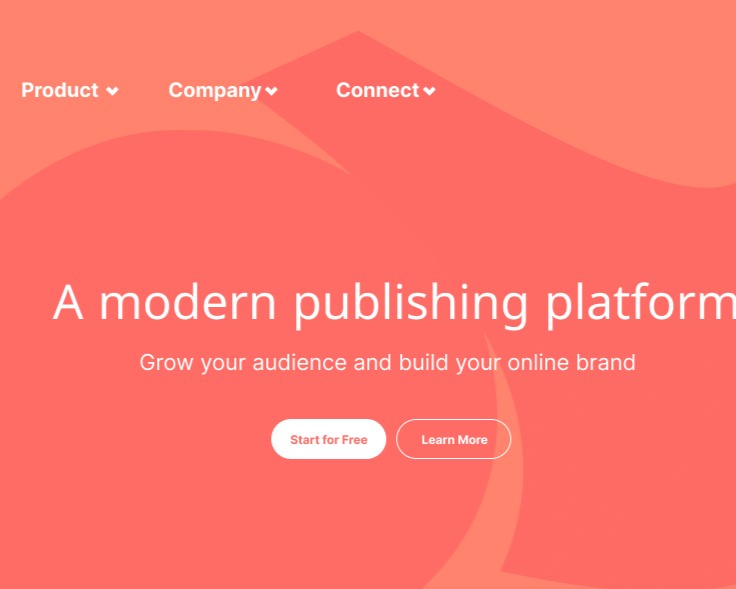 Product Company Connect
A modern publishing platform
Grow your audience and build your online brand
Start for Free Learn More